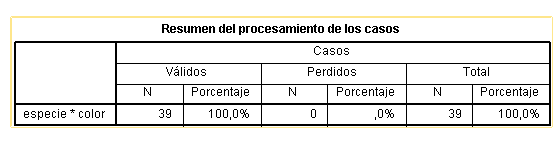 Resumen del procesamiento de los casos
Casos
Válidos Perdidos Total
N Porcentaje N Porcentaje N Porcentaje
especie * color 39 100,0% 0 ,0% 39 100,0%